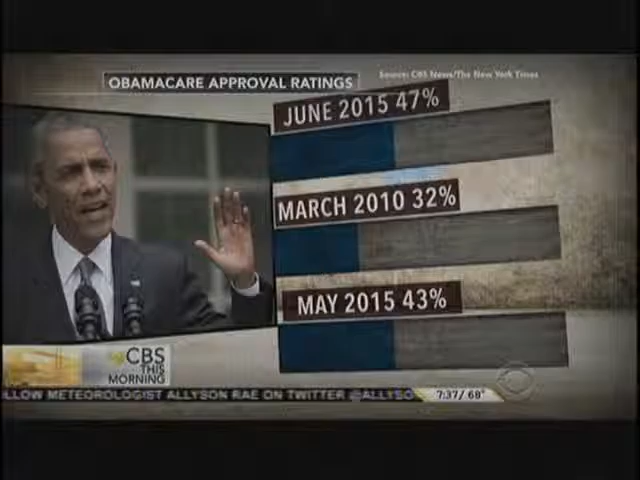 OBAMACARE APPROVAL RATINGS
Source: CBS News/The New York Times
JUNE 2015 47%
MARCH 2010 32%
MAY 2015 43%
CBS
THIS
MORNING
LLOW METEOROLOGIST ALLYSON RAE ON TWITTER @ALLYSO
7:37/ 68°